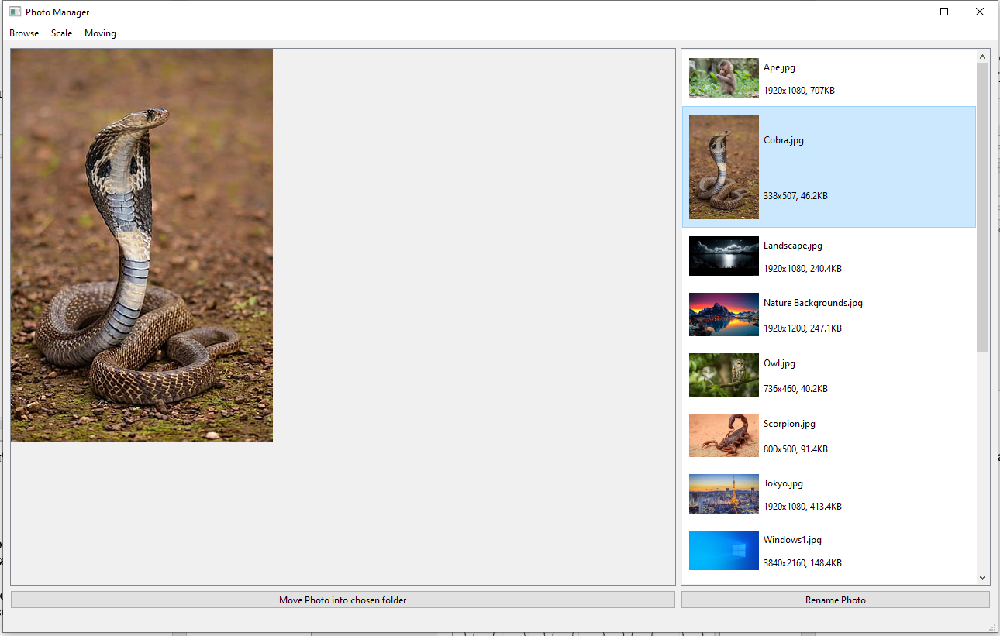 Photo Manager
Browse Scale Moving
Ape.jpg
1920x1080, 707KB
Cobra.jpg
338x507, 46.2KB
Landscape.jpg
1920x1080, 240.4KB
Nature Backgrounds.jpg
1920x1200, 247.1KB
Owl.jpg
736x460, 40.2KB
Scorpion.jpg
800x500, 91.4KB
Tokyo.jpg
1920x1080, 413.4KB
Windows1.jpg
3840x2160, 148.4KB
Move Photo into chosen folder
Rename Photo